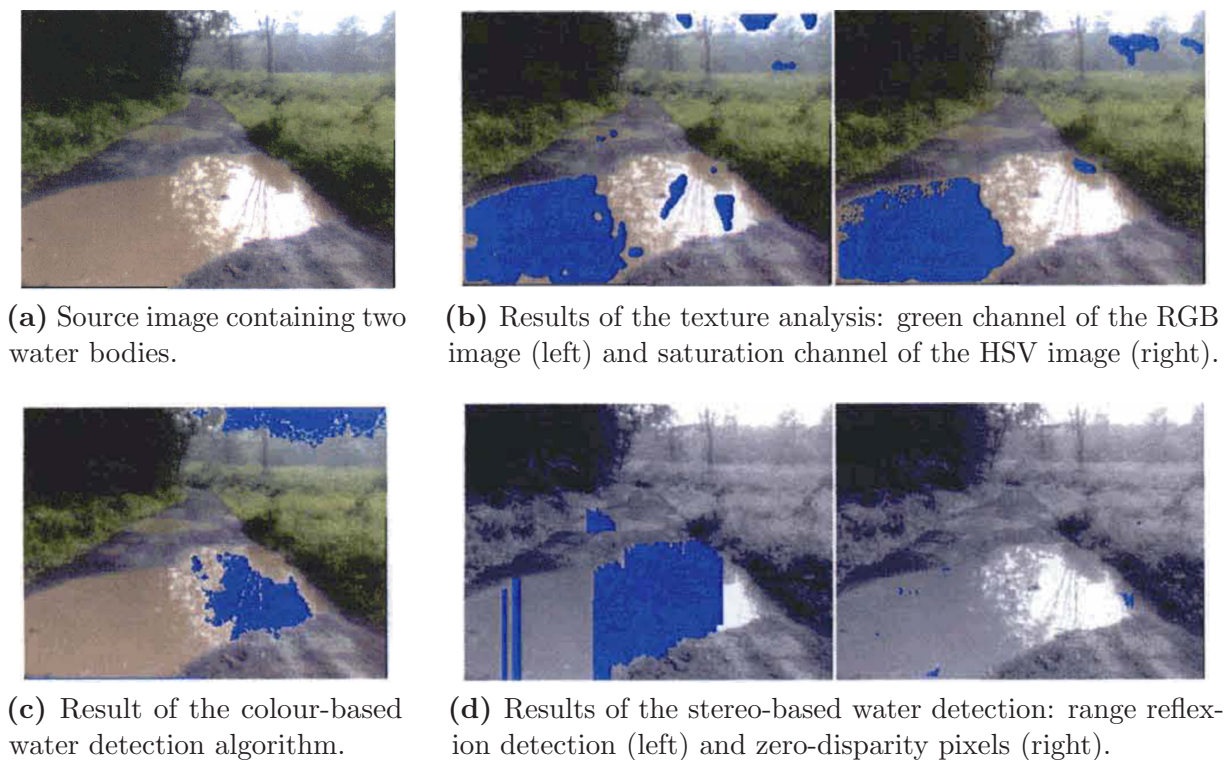 (a) Source image containing two
water bodies.
(b) Results of the texture analysis: green channel of the RGB
image (left) and saturation channel of the HSV image (right).
(c) Result of the colour-based
water detection algorithm.
(d) Results of the stereo-based water detection: range reflex-
ion detection (left) and zero-disparity pixels (right).